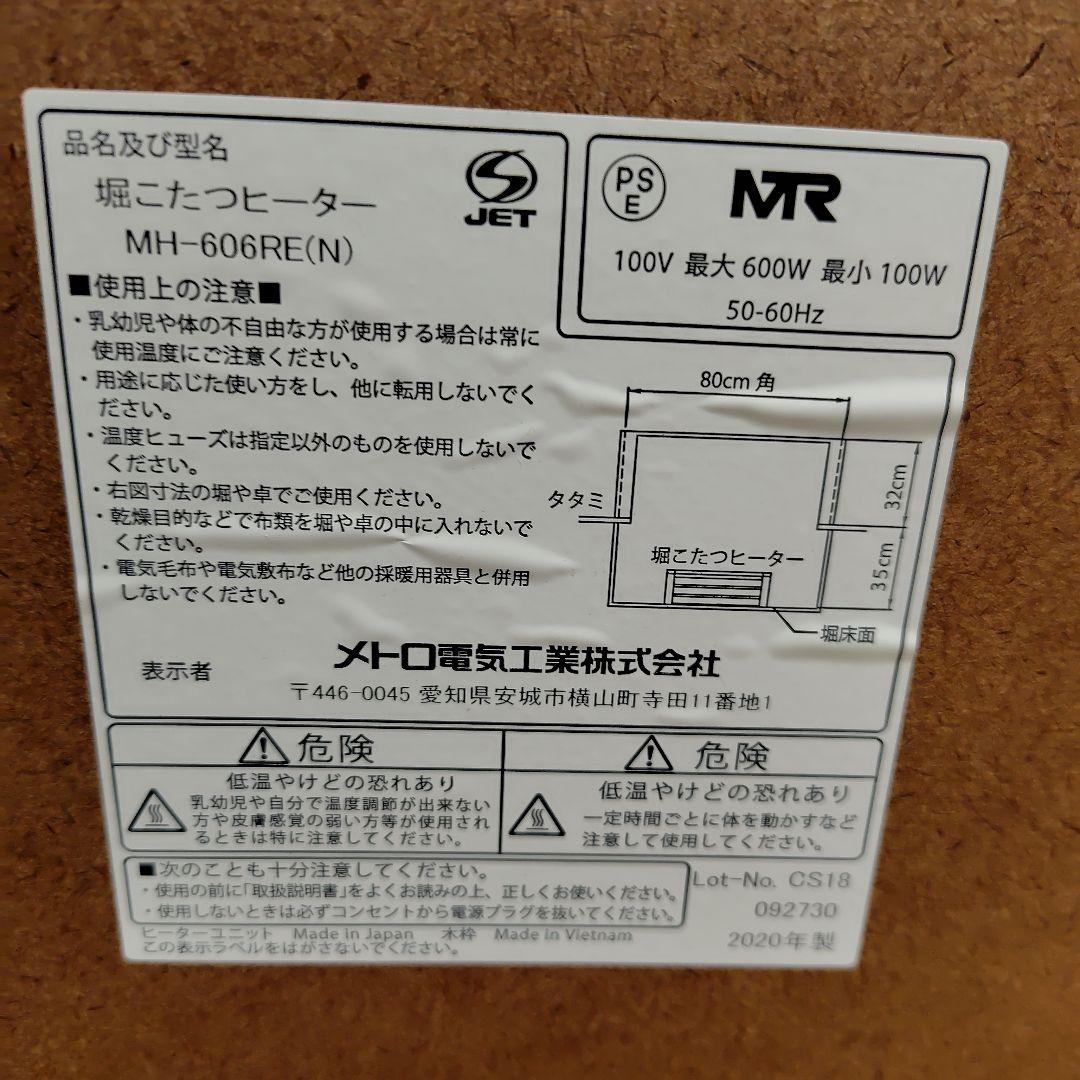 品名及び型名
堀こたつヒーター
MH-606RE(N)
JET
■使用上の注意■
・乳幼児や体の不自由な方が使用する場合は常に
使用温度にご注意ください。
・用途に応じた使い方をし、他に転用しないでく
ださい。
・温度ヒューズは指定以外のものを使用しないで
ください。
・右図寸法の堀や卓でご使用ください。
・乾燥目的などで布類を堀や卓の中に入れないで
ください。
・電気毛布や電気敷布など他の採暖用器具と併用
しないでください。
PS
E
MTR
100V 最大 600W 最小 100W
50-60Hz
80cm 角
32cm
タタミ
堀こたつヒーター
35cm
堀床面
メトロ電気工業株式会社
表示者
〒446-0045 愛知県安城市横山町寺田11番地1
危険
低温やけどの恐れあり
乳幼児や自分で温度調節が出来ない
方や皮膚感覚の弱い方等が使用され
るときは特に注意してください。
危険
低温やけどの恐れあり
一定時間ごとに体を動かすなど
注意して使用してください。
■次のことも十分注意してください。
・使用の前に「取扱説明書」をよくお読みの上、正しくお使いください。
・使用しないときは必ずコンセントから電源プラグを抜いてください。
ヒーターユニット Made in Japan 木枠 Made in Vietnam
この表示ラベルをはがさないでください。
Lot-No. CS18
092730
2020年製